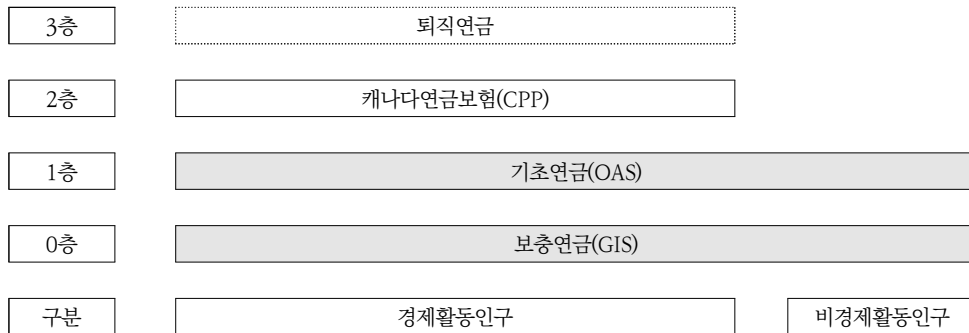 3층 퇴직연금
2층 캐나다연금보험(CPP)
1층 기초연금(OAS)
0층 보충연금(GIS)
구분 경제활동인구 비경제활동인구